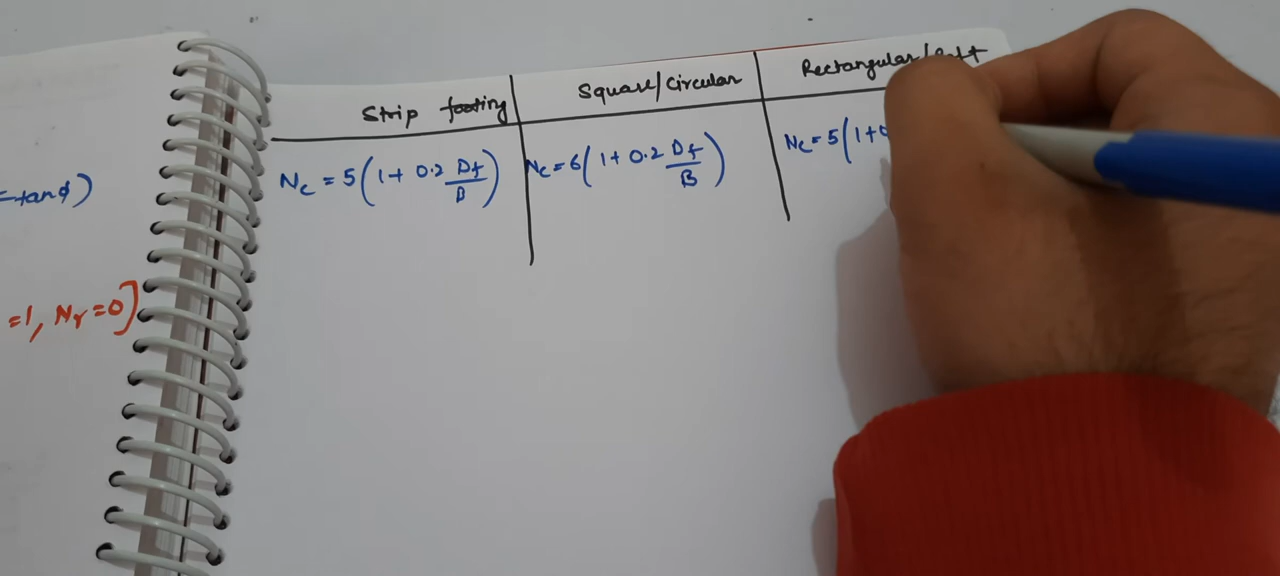 Strip footing Square/Circular Rectangular/
Nc = 5(1 + 0.2 Df/B) Nc = 6(1 + 0.2 Df/B) Nc = 5(1+
tanϕ)
=1, Nγ=0]